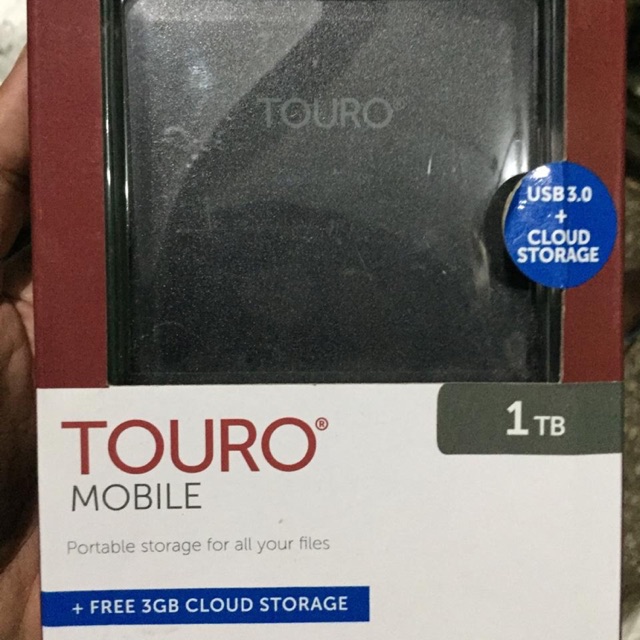 TOURO®
USB 3.0
+
CLOUD
STORAGE
1 TB
TOURO®
MOBILE
Portable storage for all your files
+ FREE 3GB CLOUD STORAGE